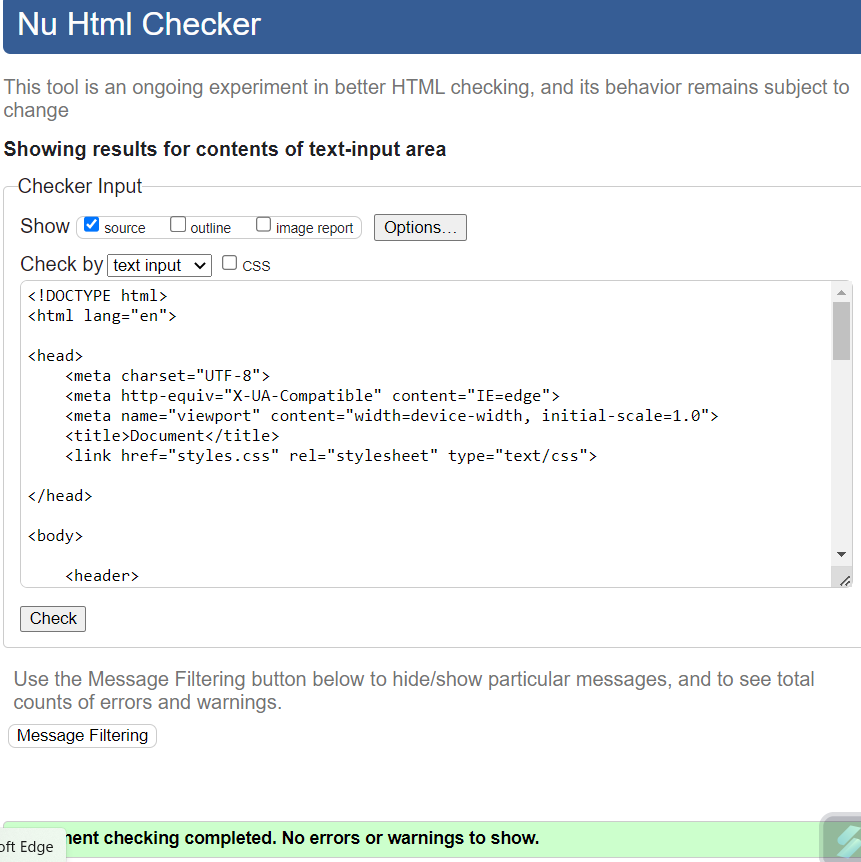 Nu Html Checker
This tool is an ongoing experiment in better HTML checking, and its behavior remains subject to
change
Showing results for contents of text-input area
Checker Input
Show source outline image report Options...
Check by text input CSS
<!DOCTYPE html>
<html lang="en">
<head>
    <meta charset="UTF-8">
    <meta http-equiv="X-UA-Compatible" content="IE=edge">
    <meta name="viewport" content="width=device-width, initial-scale=1.0">
    <title>Document</title>
    <link href="styles.css" rel="stylesheet" type="text/css">
</head>
<body>
    <header>
Check
Use the Message Filtering button below to hide/show particular messages, and to see total
counts of errors and warnings.
Message Filtering
checking completed. No errors or warnings to show.
Edge